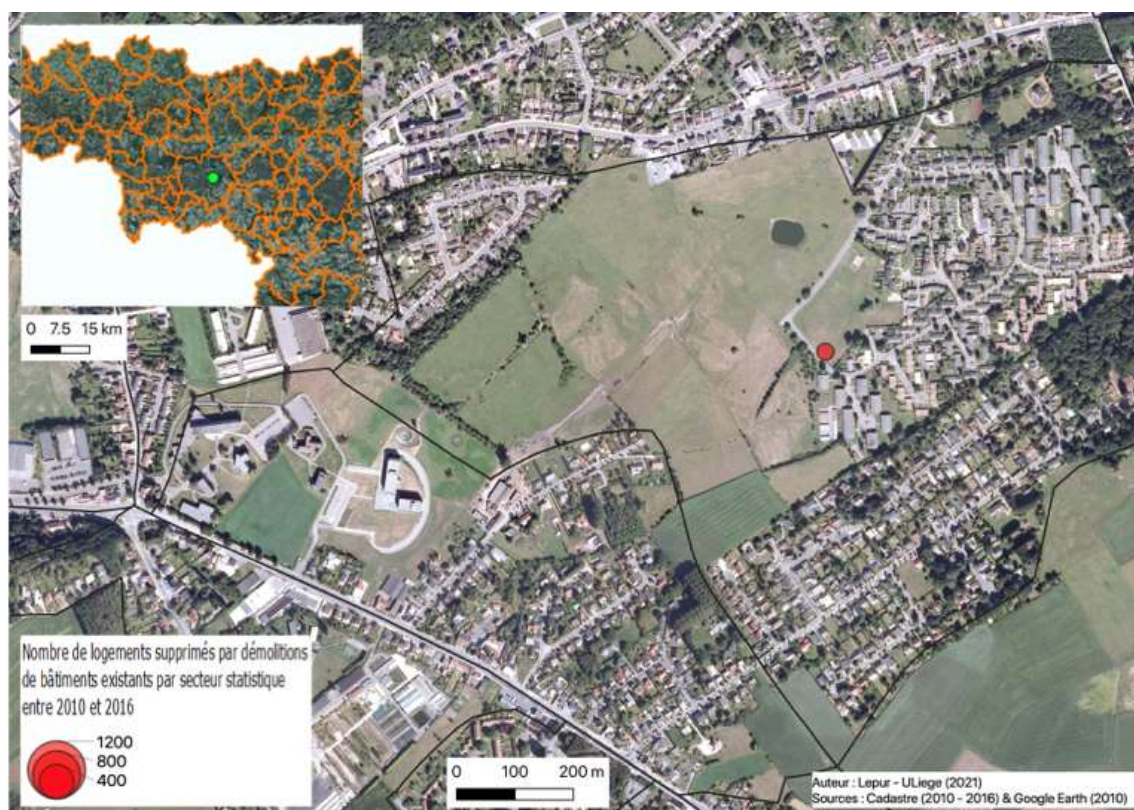 0 7.5 15 km
Nombre de logements supprimés par démolitions
de bâtiments existants par secteur statistique
entre 2010 et 2016
1200
800
400
0 100 200 m
Auteur : Lepur - ULiege (2021)
Sources : Cadastre (2010 - 2016) & Google Earth (2010)